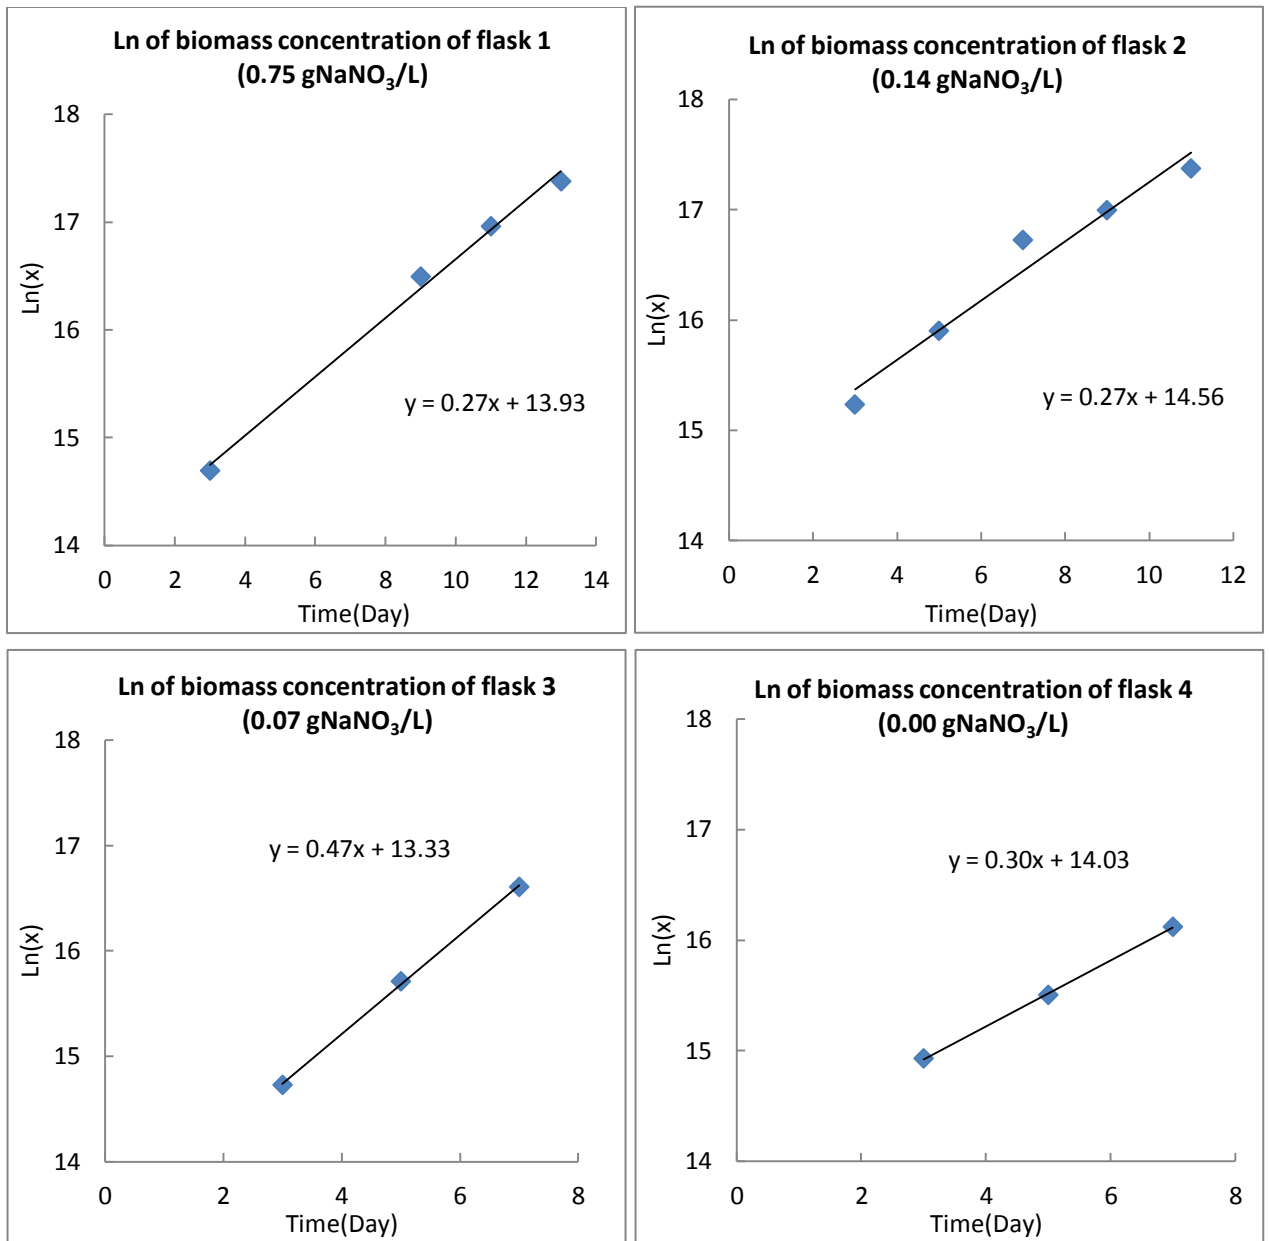 Ln of biomass concentration of flask 1
(0.75 gNaNO₃/L)
18
17
16
15
14
Ln(x)
y = 0.27x + 13.93
0 2 4 6 8 10 12 14
Time(Day)
Ln of biomass concentration of flask 2
(0.14 gNaNO₃/L)
18
17
16
15
14
Ln(x)
y = 0.27x + 14.56
0 2 4 6 8 10 12
Time(Day)
Ln of biomass concentration of flask 3
(0.07 gNaNO₃/L)
18
17
16
15
14
Ln(x)
y = 0.47x + 13.33
0 2 4 6 8
Time(Day)
Ln of biomass concentration of flask 4
(0.00 gNaNO₃/L)
18
17
16
15
14
Ln(x)
y = 0.30x + 14.03
0 2 4 6 8
Time(Day)